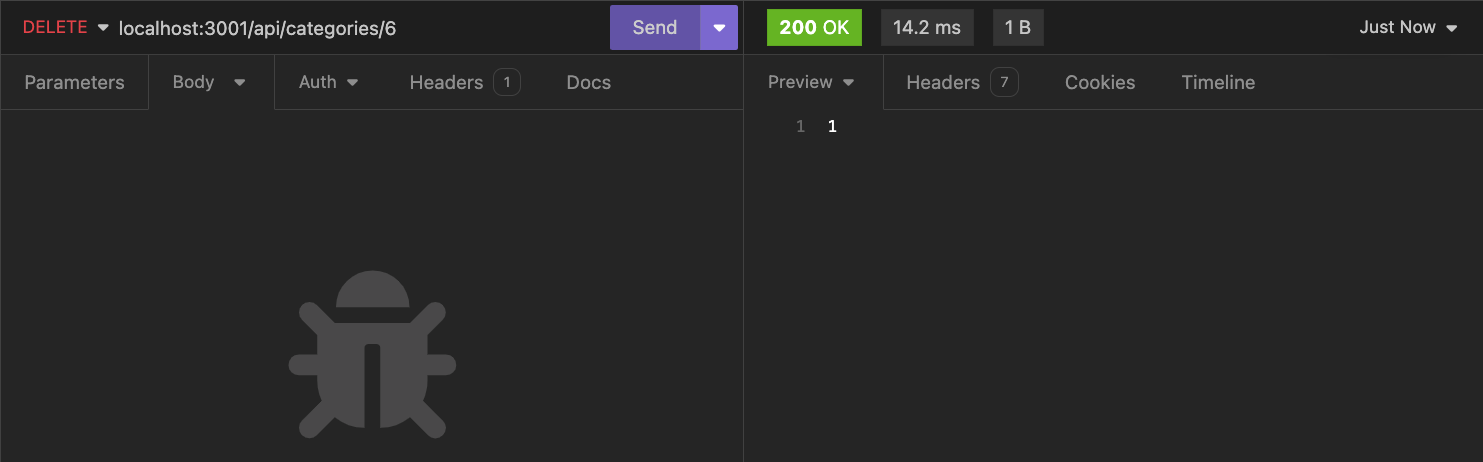 DELETE localhost:3001/api/categories/6 Send 200 OK 14.2 ms 1 B Just Now
Parameters Body Auth Headers 1 Docs Preview Headers 7 Cookies Timeline
1 1